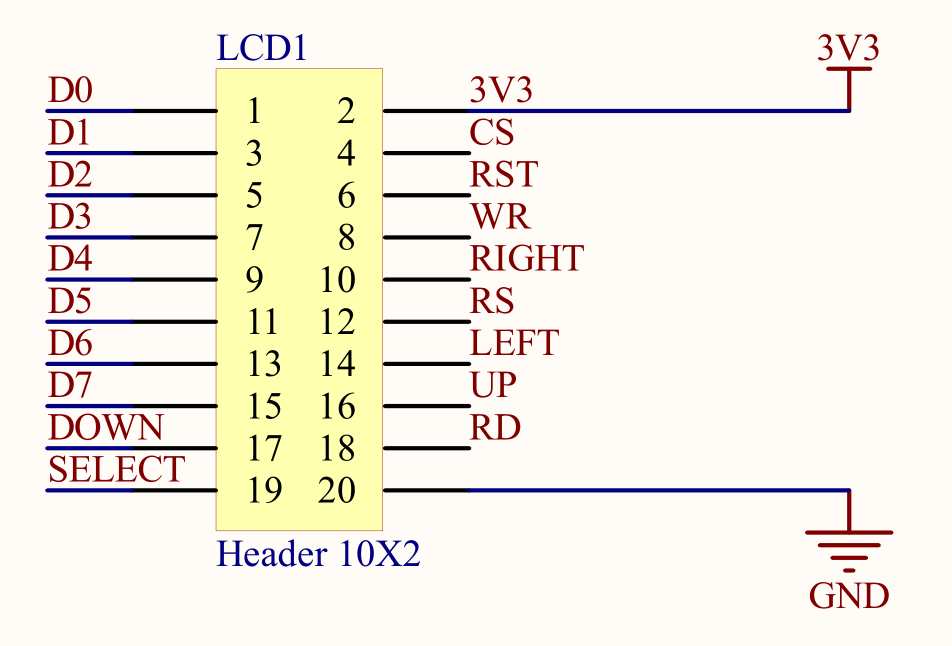 LCD1
3V3
D0 1 2 3V3
D1 3 4 CS
D2 5 6 RST
D3 7 8 WR
D4 9 10 RIGHT
D5 11 12 RS
D6 13 14 LEFT
D7 15 16 UP
DOWN 17 18 RD
SELECT 19 20
Header 10X2
GND